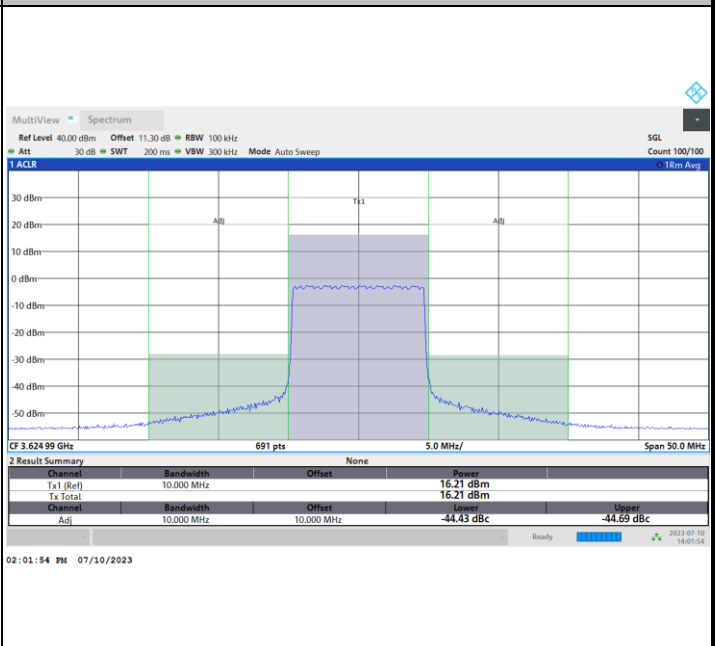 MultiView Spectrum
Ref Level 40.00 dBm Offset 11.30 dB RBW 100 kHz SGL
Att 30 dB SWT 200 ms VBW 300 kHz Mode Auto Sweep Count 100/100
1 ACLR 1Rm Avg
30 dBm
Tx1
20 dBm
Adj Adj
10 dBm
0 dBm
-10 dBm
-20 dBm
-30 dBm
-40 dBm
-50 dBm
CF 3.624 99 GHz 691 pts 5.0 MHz/ Span 50.0 MHz
2 Result Summary None
Channel Bandwidth Offset Power
Tx1 (Ref) 10.000 MHz 16.21 dBm
Tx Total 16.21 dBm
Channel Bandwidth Offset Lower Upper
Adj 10.000 MHz 10.000 MHz -44.43 dBc -44.69 dBc
Ready 2023-07-10
14:01:54
02:01:54 PM 07/10/2023